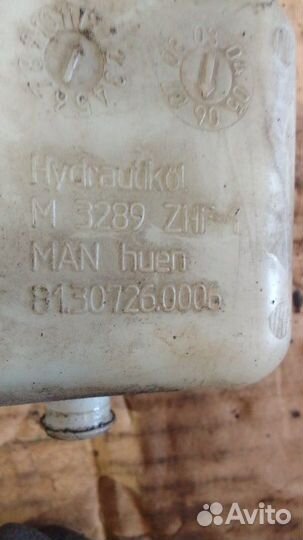 Hydrauliköl
M 3289 ZHF-
MAN huen
81.30726.0006
Avito